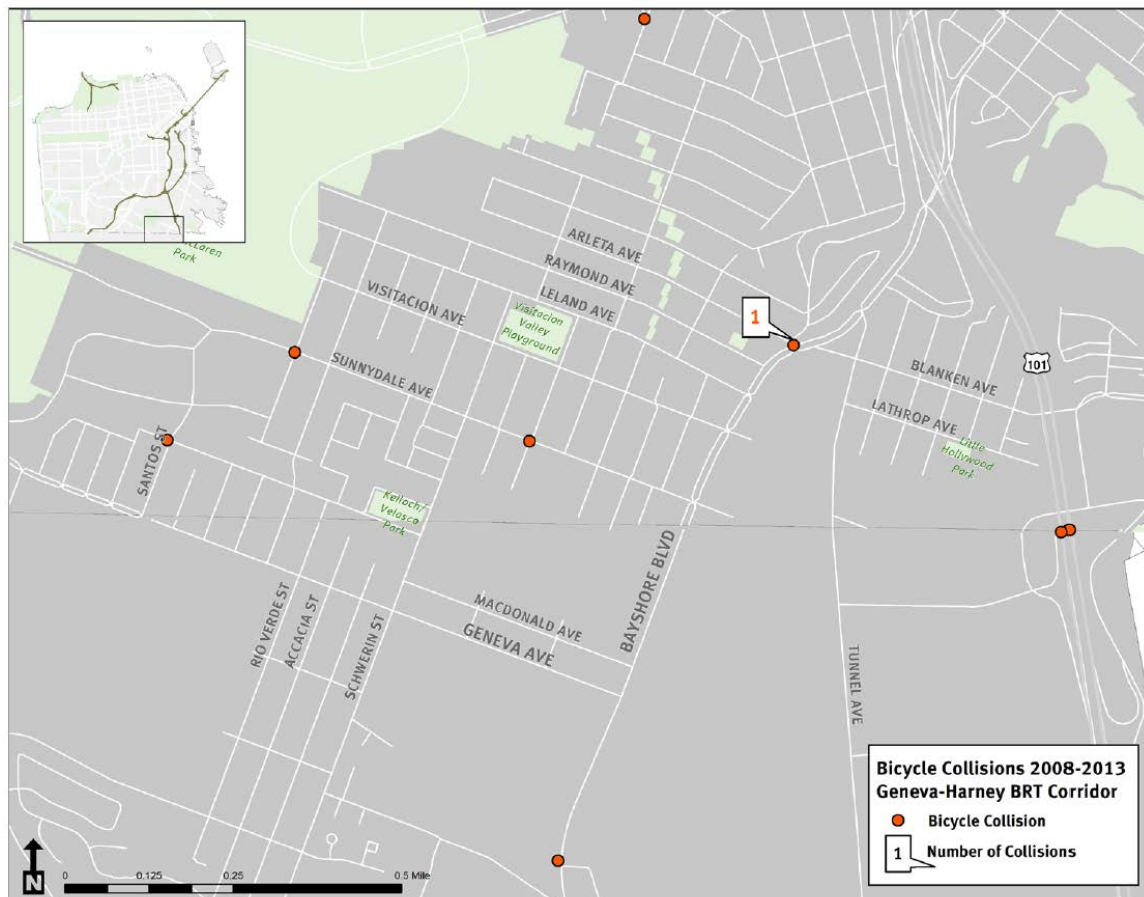 McLaren
Park
ARLETA AVE
RAYMOND AVE
LELAND AVE
VISITACION AVE
Visitacion
Valley
Playground
1
SUNNYDALE AVE
BLANKEN AVE
101
LATHROP AVE
Little
Hollywood
Park
SANTOS ST
Kelloch/
Velasco
Park
BAYSHORE BLVD
MACDONALD AVE
GENEVA AVE
RIO VERDE ST
ACCACIA ST
SCHWERIN ST
TUNNEL AVE
Bicycle Collisions 2008-2013
Geneva-Harney BRT Corridor
Bicycle Collision
1 Number of Collisions
N
0 0.125 0.25 0.5 Mile